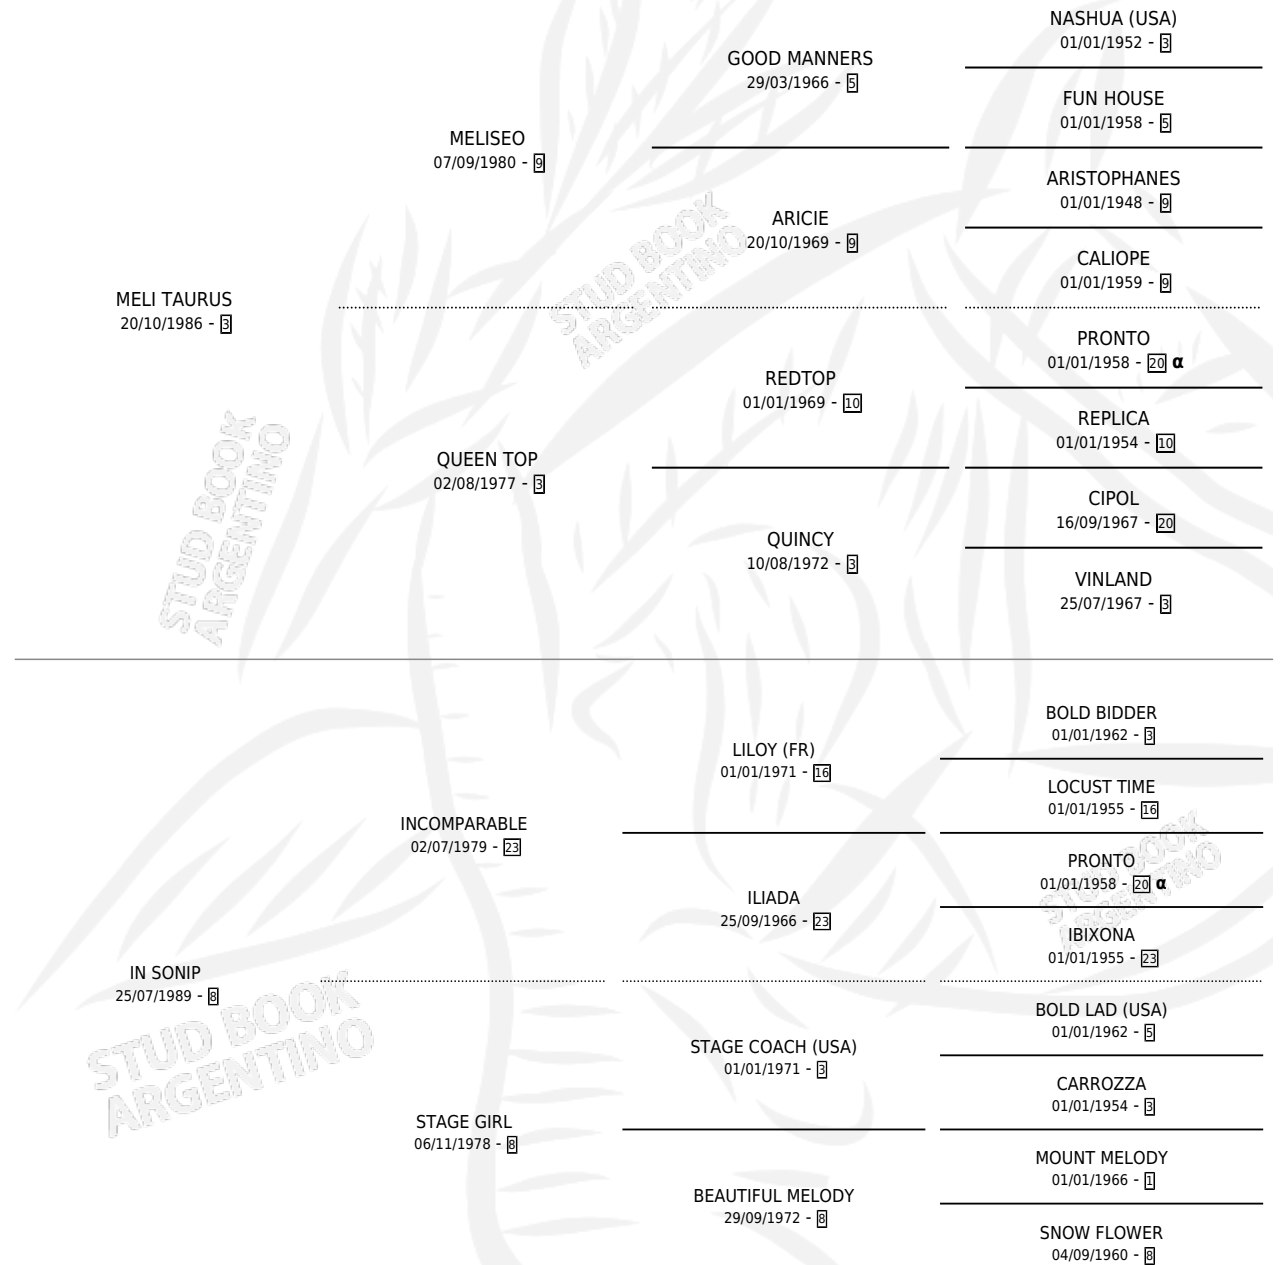 NASHUA (USA)
01/01/1952 - 3
GOOD MANNERS
29/03/1966 - 5
FUN HOUSE
01/01/1958 - 5
MELISEO
07/09/1980 - 9
ARISTOPHANES
01/01/1948 - 9
ARICIE
20/10/1969 - 9
CALIOPE
01/01/1959 - 9
STUD BOOK
ARGENTINO
MELI TAURUS
20/10/1986 - 3
PRONTO
01/01/1958 - 20 α
REDTOP
01/01/1969 - 10
REPLICA
01/01/1954 - 10
QUEEN TOP
02/08/1977 - 3
CIPOL
16/09/1967 - 20
QUINCY
10/08/1972 - 3
VINLAND
25/07/1967 - 3
STUD BOOK
ARGENTINO
BOLD BIDDER
01/01/1962 - 3
LILOY (FR)
01/01/1971 - 16
LOCUST TIME
01/01/1955 - 16
INCOMPARABLE
02/07/1979 - 23
PRONTO
01/01/1958 - 20 α
ILIADA
25/09/1966 - 23
IBIXONA
01/01/1955 - 23
STUD BOOK
ARGENTINO
IN SONIP
25/07/1989 - 8
BOLD LAD (USA)
01/01/1962 - 5
STAGE COACH (USA)
01/01/1971 - 3
CARROZZA
01/01/1954 - 3
STAGE GIRL
06/11/1978 - 8
MOUNT MELODY
01/01/1966 - 1
BEAUTIFUL MELODY
29/09/1972 - 8
SNOW FLOWER
04/09/1960 - 8
STUD BOOK
ARGENTINO